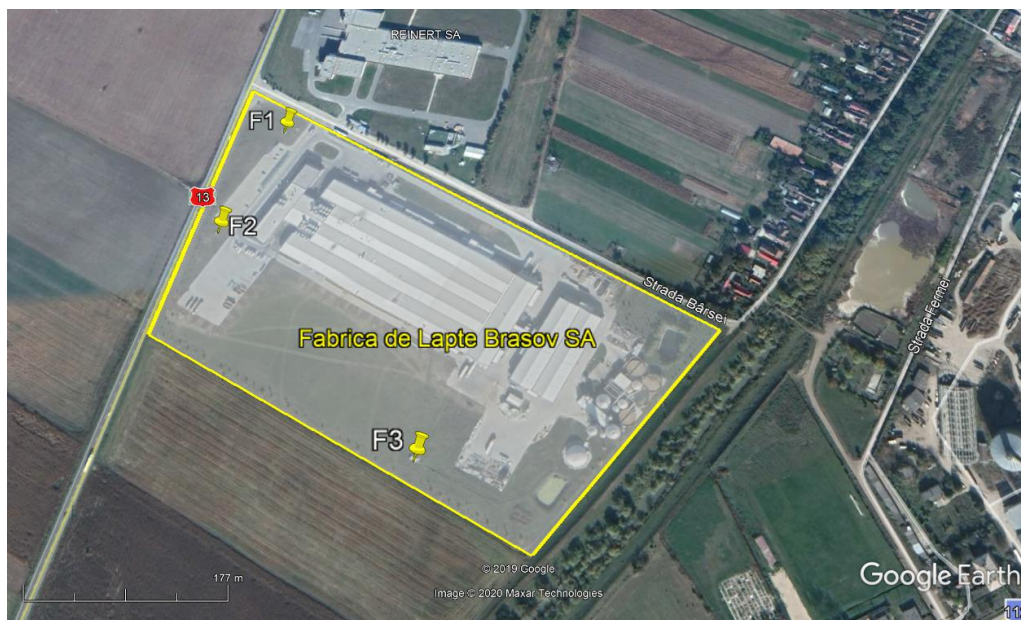 REINERT SA
F1
13
F2
Strada Bârsei
Strada Fermei
Fabrica de Lapte Brasov SA
F3
© 2019 Google
177 m
Image © 2020 Maxar Technologies
Google Earth